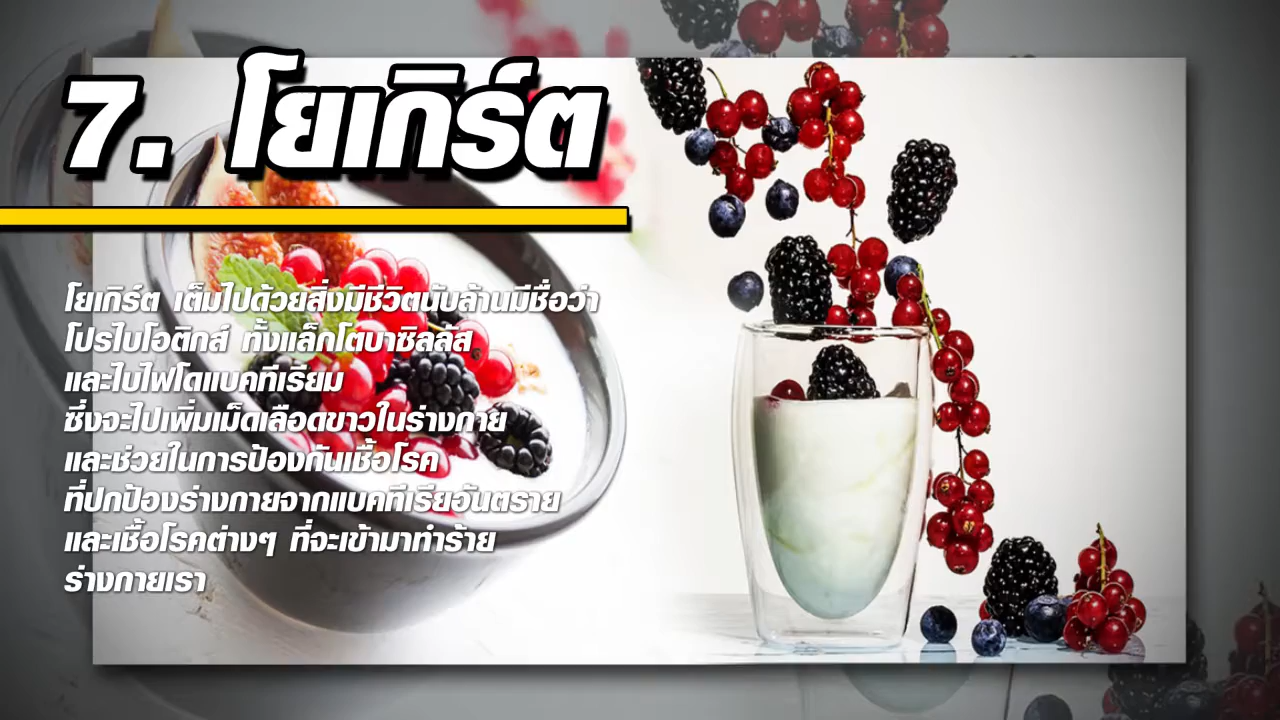 7. โยเกิร์ต
โยเกิร์ต เต็มไปด้วยสิ่งมีชีวิตนับล้านมีชื่อว่า
โปรไบโอติกส์ ทั้งแล็กโตบาซิลลัส
และไบไฟโดแบคทีเรียม
ซึ่งจะไปเพิ่มเม็ดเลือดขาวในร่างกาย
และช่วยในการป้องกันเชื้อโรค
ที่ปกป้องร่างกายจากแบคทีเรียอันตราย
และเชื้อโรคต่างๆ ที่จะเข้ามาทำร้าย
ร่างกายเรา